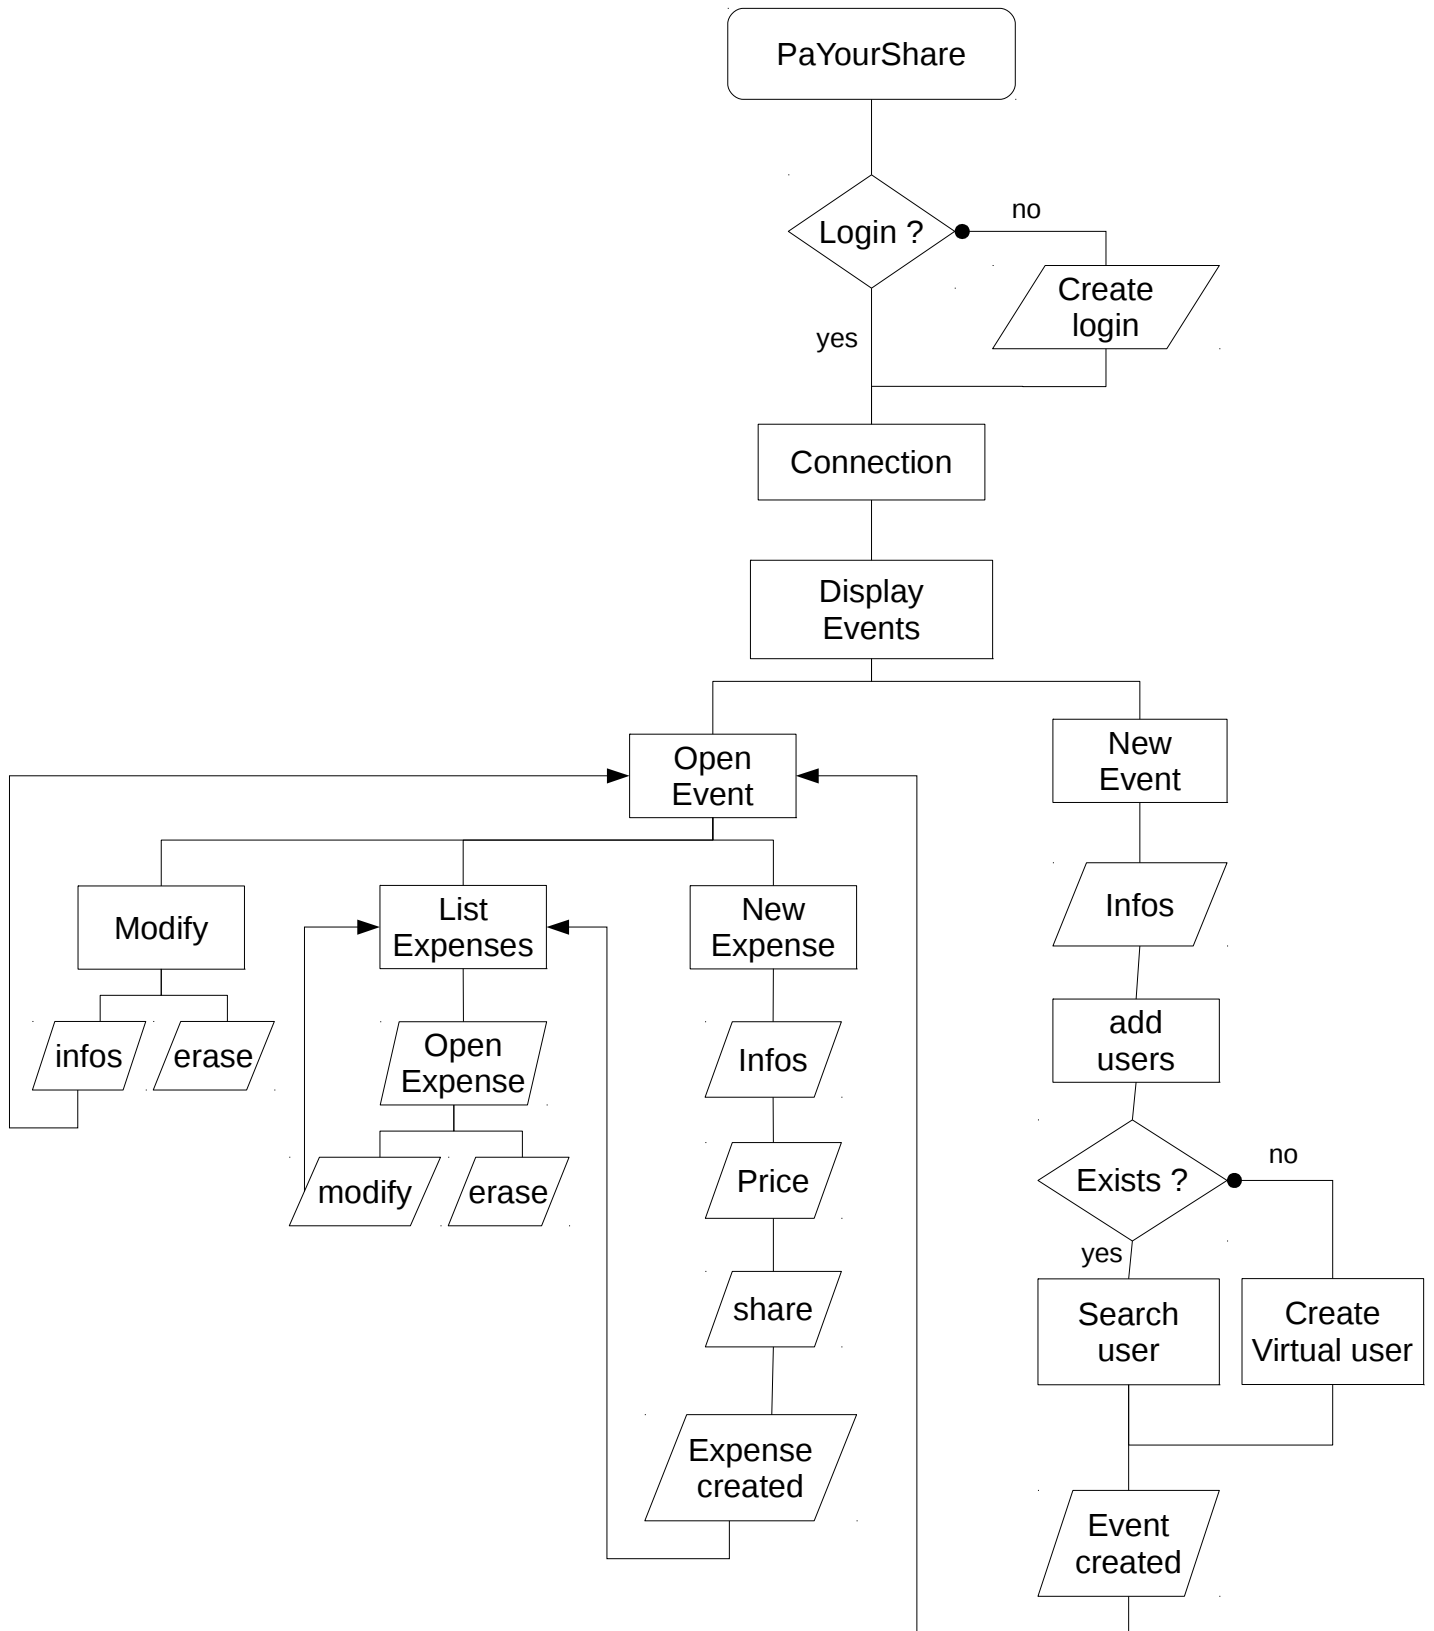 PaYourShare
Login ?
no
Create
login
yes
Connection
Display
Events
Open
Event
New
Event
Modify
List
Expenses
New
Expense
Infos
infos
erase
Open
Expense
Infos
add
users
modify
erase
Price
Exists ?
no
yes
share
Search
user
Create
Virtual user
Expense
created
Event
created